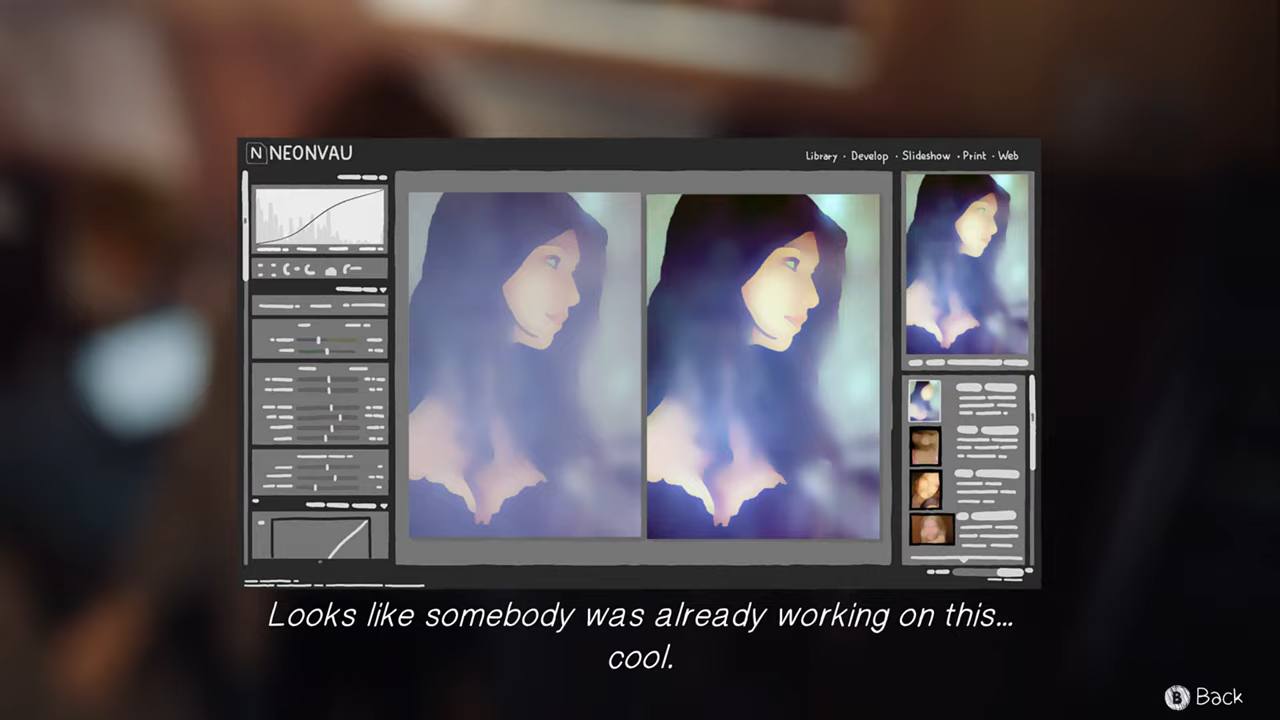 N NEONVAU
Library · Develop · Slideshow · Print · Web
Looks like somebody was already working on this...
cool.
B Back